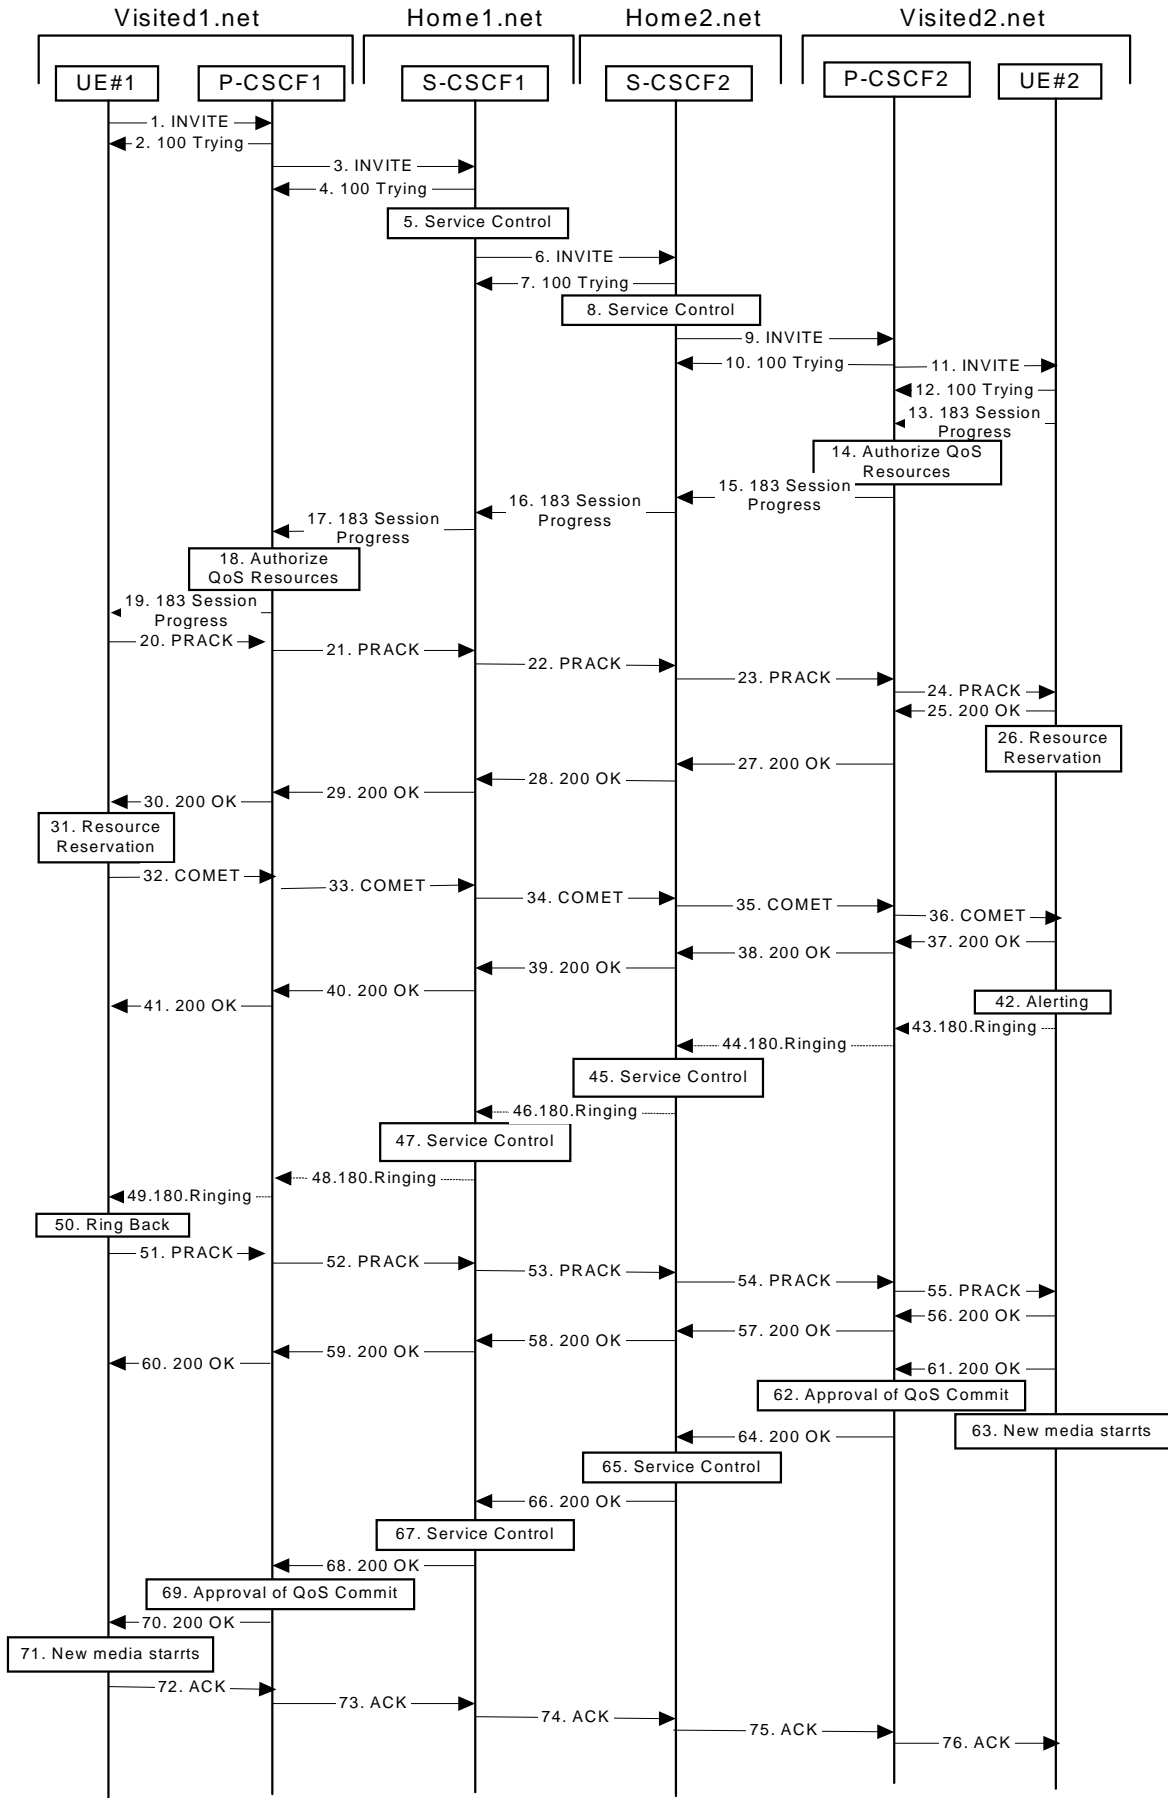 Visited1.net
Home1.net
Home2.net
Visited2.net
UE#1
P-CSCF1
S-CSCF1
S-CSCF2
P-CSCF2
UE#2
1. INVITE
2. 100 Trying
3. INVITE
4. 100 Trying
5. Service Control
6. INVITE
7. 100 Trying
8. Service Control
9. INVITE
10. 100 Trying
11. INVITE
12. 100 Trying
13. 183 Session
Progress
14. Authorize QoS
Resources
15. 183 Session
Progress
16. 183 Session
Progress
17. 183 Session
Progress
18. Authorize
QoS Resources
19. 183 Session
Progress
20. PRACK
21. PRACK
22. PRACK
23. PRACK
24. PRACK
25. 200 OK
26. Resource
Reservation
27. 200 OK
28. 200 OK
29. 200 OK
30. 200 OK
31. Resource
Reservation
32. COMET
33. COMET
34. COMET
35. COMET
36. COMET
37. 200 OK
38. 200 OK
39. 200 OK
40. 200 OK
41. 200 OK
42. Alerting
43.180.Ringing
44.180.Ringing
45. Service Control
46.180.Ringing
47. Service Control
48.180.Ringing
49.180.Ringing
50. Ring Back
51. PRACK
52. PRACK
53. PRACK
54. PRACK
55. PRACK
56. 200 OK
57. 200 OK
58. 200 OK
59. 200 OK
60. 200 OK
61. 200 OK
62. Approval of QoS Commit
63. New media starrts
64. 200 OK
65. Service Control
66. 200 OK
67. Service Control
68. 200 OK
69. Approval of QoS Commit
70. 200 OK
71. New media starrts
72. ACK
73. ACK
74. ACK
75. ACK
76. ACK